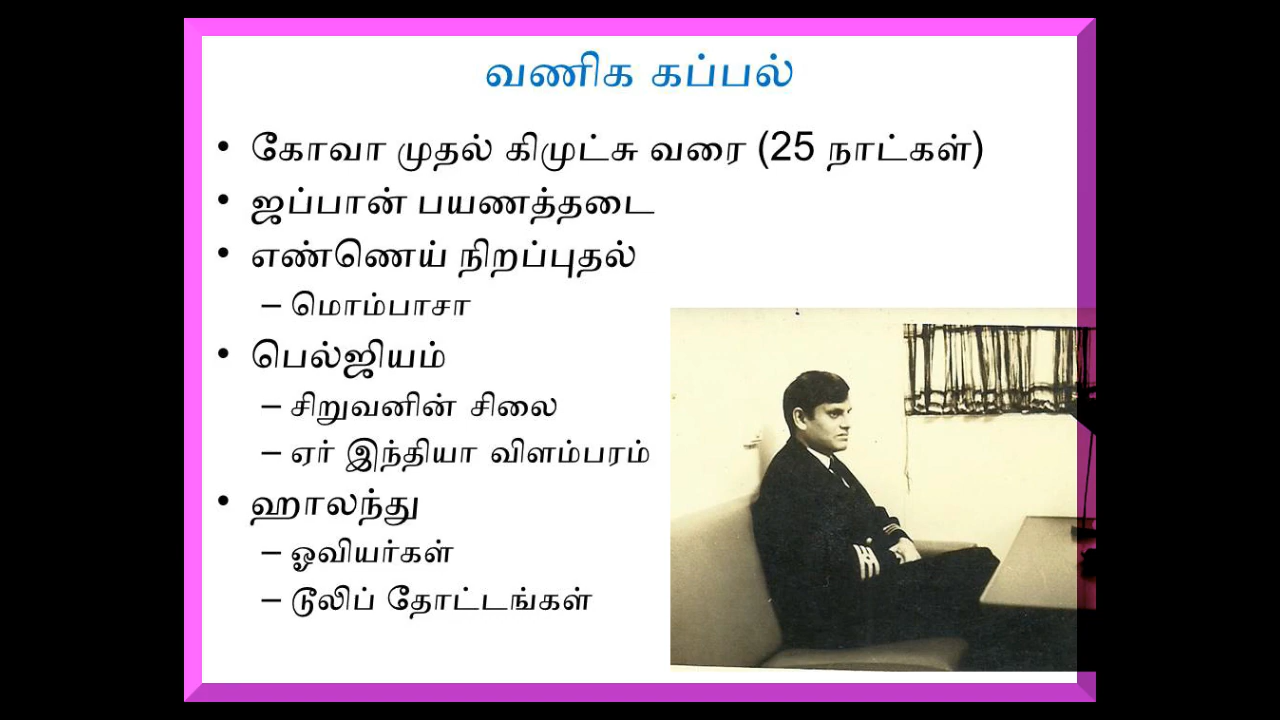 வணிக கப்பல்
• கோவா முதல் கிமுட்சு வரை (25 நாட்கள்)
• ஜப்பான் பயணத்தடை
• எண்ணெய் நிறப்புதல்
– மொம்பாசா
• பெல்ஜியம்
– சிறுவனின் சிலை
– ஏர் இந்தியா விளம்பரம்
• ஹாலந்து
– ஓவியர்கள்
– டூலிப் தோட்டங்கள்